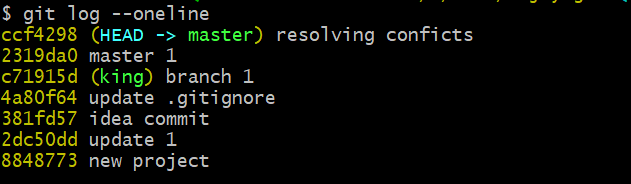 $ git log --oneline
ccf4298 (HEAD -> master) resolving conficts
2319da0 master 1
c71915d (king) branch 1
4a80f64 update .gitignore
381fd57 idea commit
2dc50dd update 1
8848773 new project